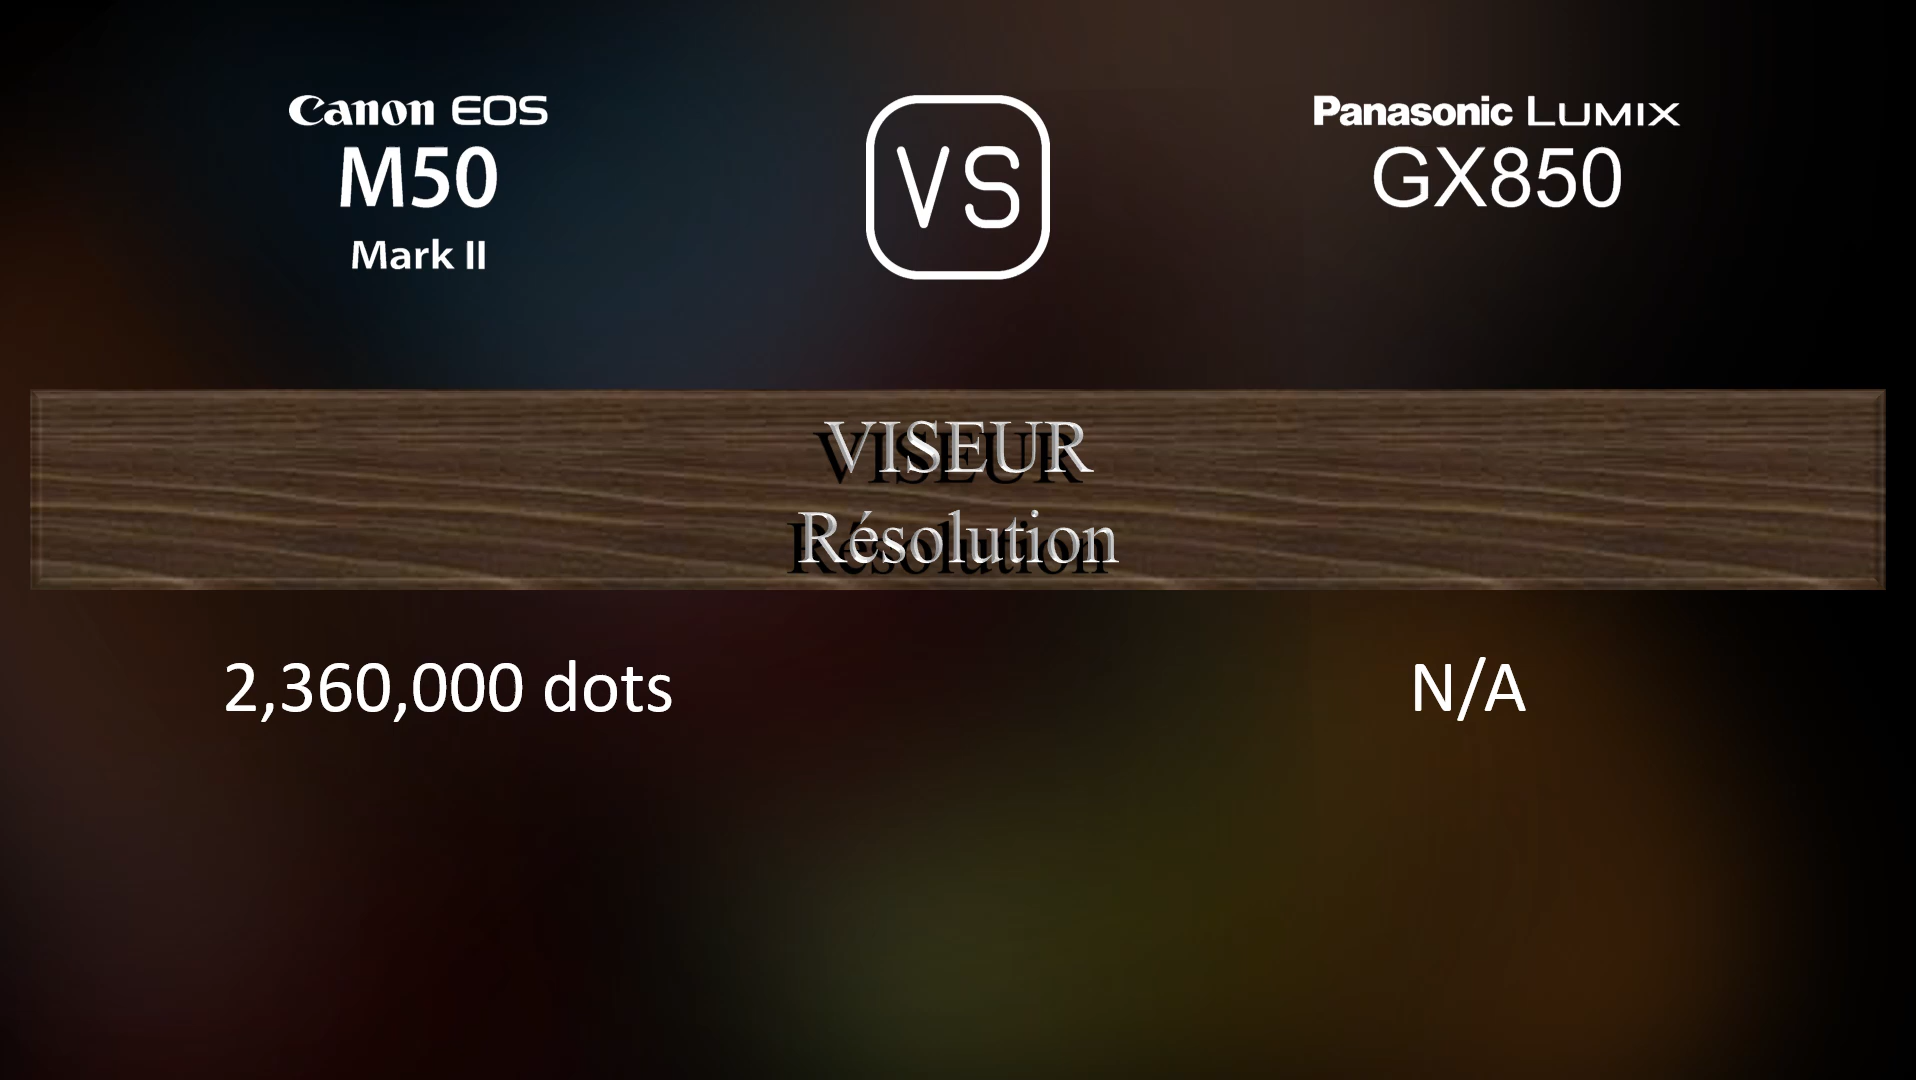 Canon EOS
M50
Mark II
VS
Panasonic LUMIX
GX850
VISEUR
Résolution
2,360,000 dots
N/A